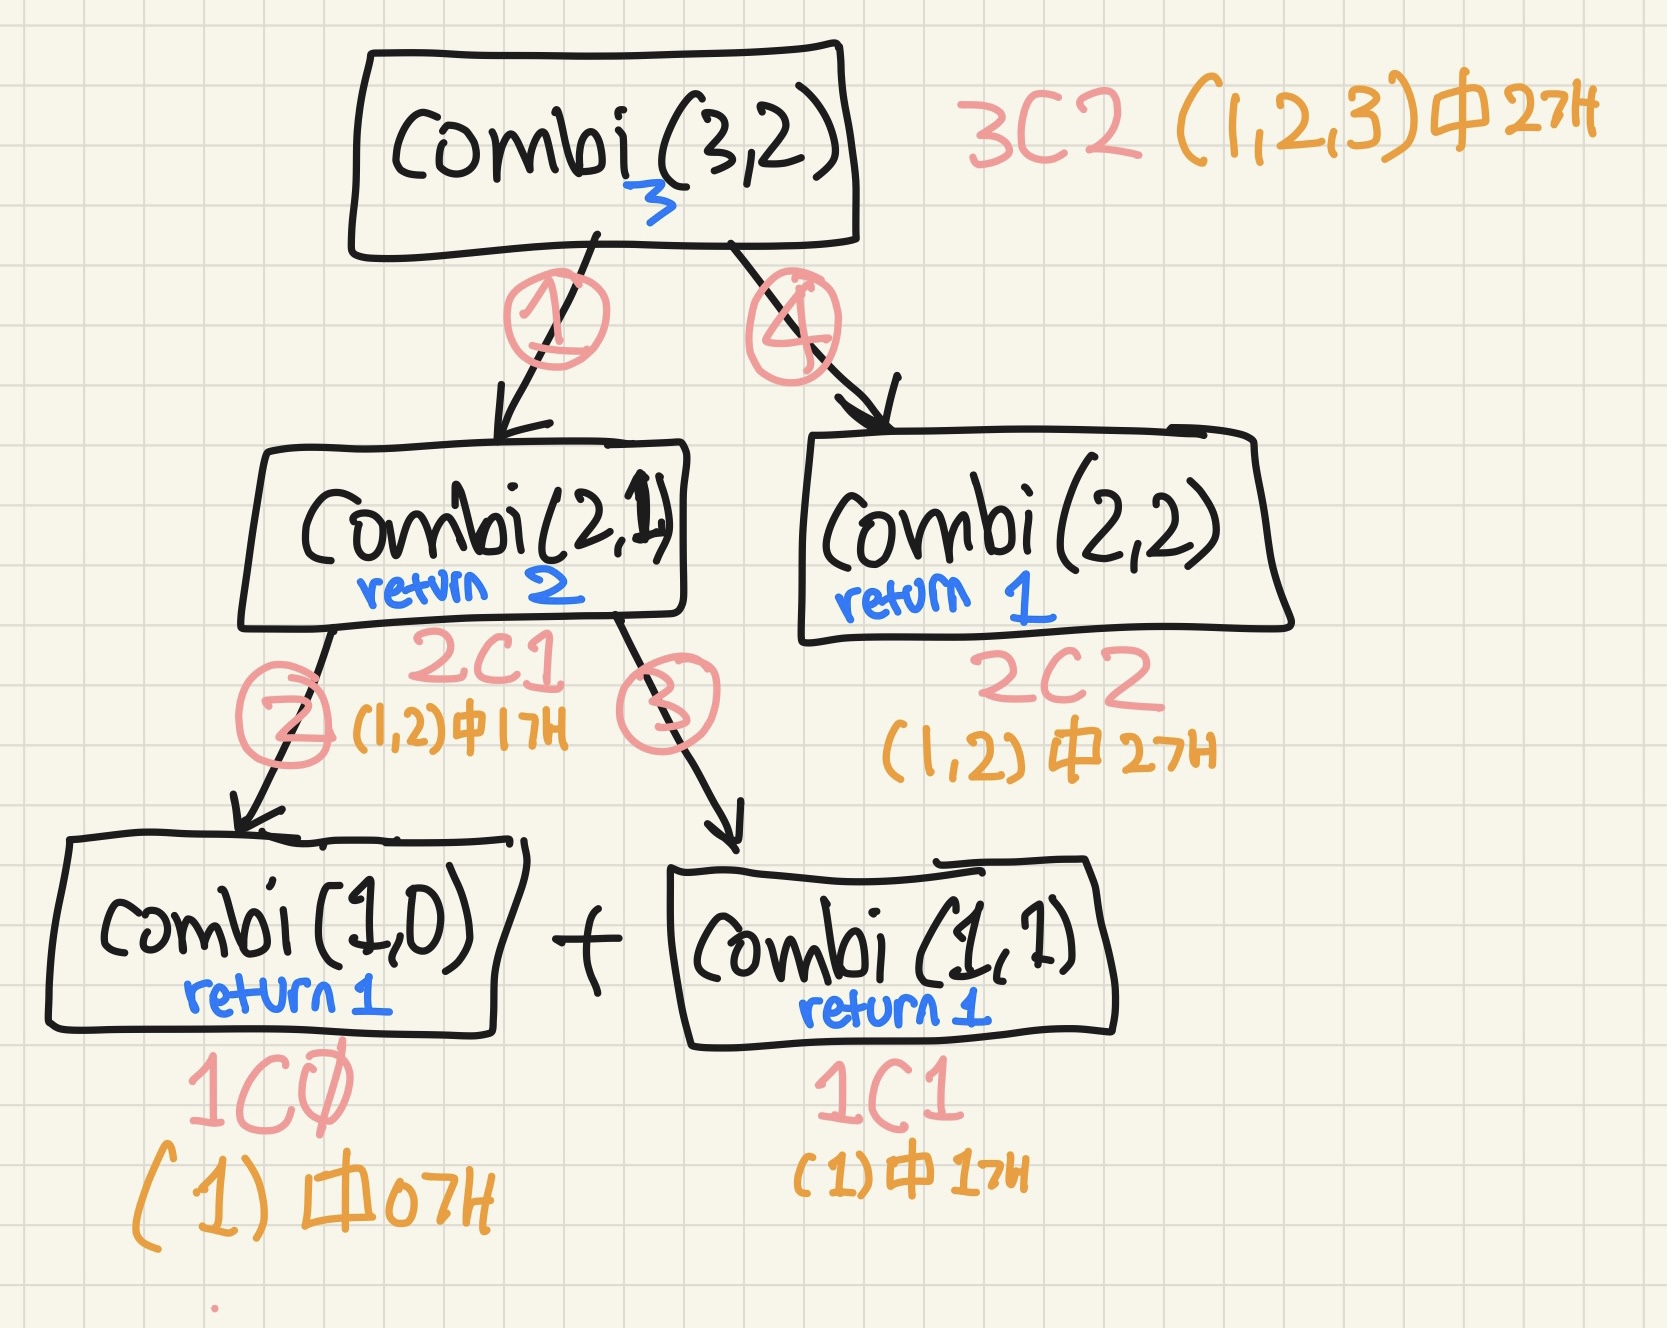 combi(3,2)
3
3C2 (1,2,3) 中 2개
1
4
combi(2,1)
return 2
combi(2,2)
return 1
2C1
2C2
2
(1,2) 中 1개
3
(1,2) 中 2개
combi(1,0) + combi(1,1)
return 1
return 1
1C0
1C1
(1) 中 0개
(1) 中 1개